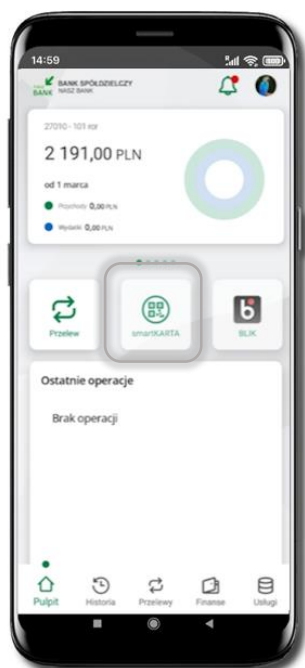 14:59
BANK SPÓŁDZIELCZY
BANK NASZ BANK
27010-101 ror
2 191,00 PLN
od 1 marca
Przychody 0,00 PLN
Wydatki 0,00 PLN
Przelew smartKARTA BLIK
Ostatnie operacje
Brak operacji
Pulpit Historia Przelewy Finanse Usługi